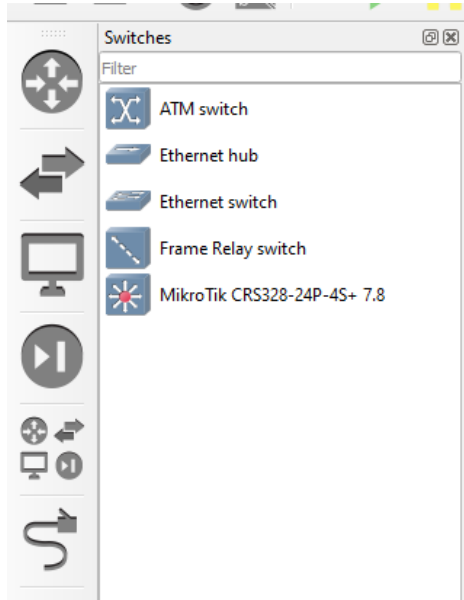 Switches
Filter
ATM switch
Ethernet hub
Ethernet switch
Frame Relay switch
MikroTik CRS328-24P-4S+ 7.8